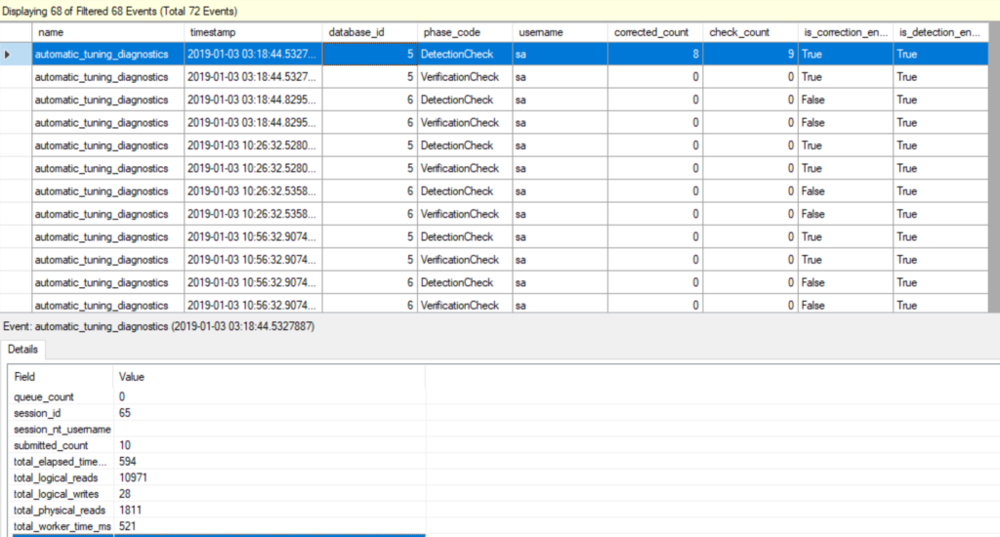 Displaying 68 of Filtered 68 Events (Total 72 Events)
name timestamp database_id phase_code username corrected_count check_count is_correction_en... is_detection_en...
automatic_tuning_diagnostics 2019-01-03 03:18:44.5327... 5 DetectionCheck sa 8 9 True True
automatic_tuning_diagnostics 2019-01-03 03:18:44.5327... 5 VerificationCheck sa 0 0 True True
automatic_tuning_diagnostics 2019-01-03 03:18:44.8295... 6 DetectionCheck sa 0 0 False True
automatic_tuning_diagnostics 2019-01-03 03:18:44.8295... 6 VerificationCheck sa 0 0 False True
automatic_tuning_diagnostics 2019-01-03 10:26:32.5280... 5 DetectionCheck sa 0 0 True True
automatic_tuning_diagnostics 2019-01-03 10:26:32.5280... 5 VerificationCheck sa 0 0 True True
automatic_tuning_diagnostics 2019-01-03 10:26:32.5358... 6 DetectionCheck sa 0 0 False True
automatic_tuning_diagnostics 2019-01-03 10:26:32.5358... 6 VerificationCheck sa 0 0 False True
automatic_tuning_diagnostics 2019-01-03 10:56:32.9074... 5 DetectionCheck sa 0 0 True True
automatic_tuning_diagnostics 2019-01-03 10:56:32.9074... 5 VerificationCheck sa 0 0 True True
automatic_tuning_diagnostics 2019-01-03 10:56:32.9074... 6 DetectionCheck sa 0 0 False True
automatic_tuning_diagnostics 2019-01-03 10:56:32.9074... 6 VerificationCheck sa 0 0 False True
Event: automatic_tuning_diagnostics (2019-01-03 03:18:44.5327887)
Details
Field Value
queue_count 0
session_id 65
session_nt_username
submitted_count 10
total_elapsed_time... 594
total_logical_reads 10971
total_logical_writes 28
total_physical_reads 1811
total_worker_time_ms 521